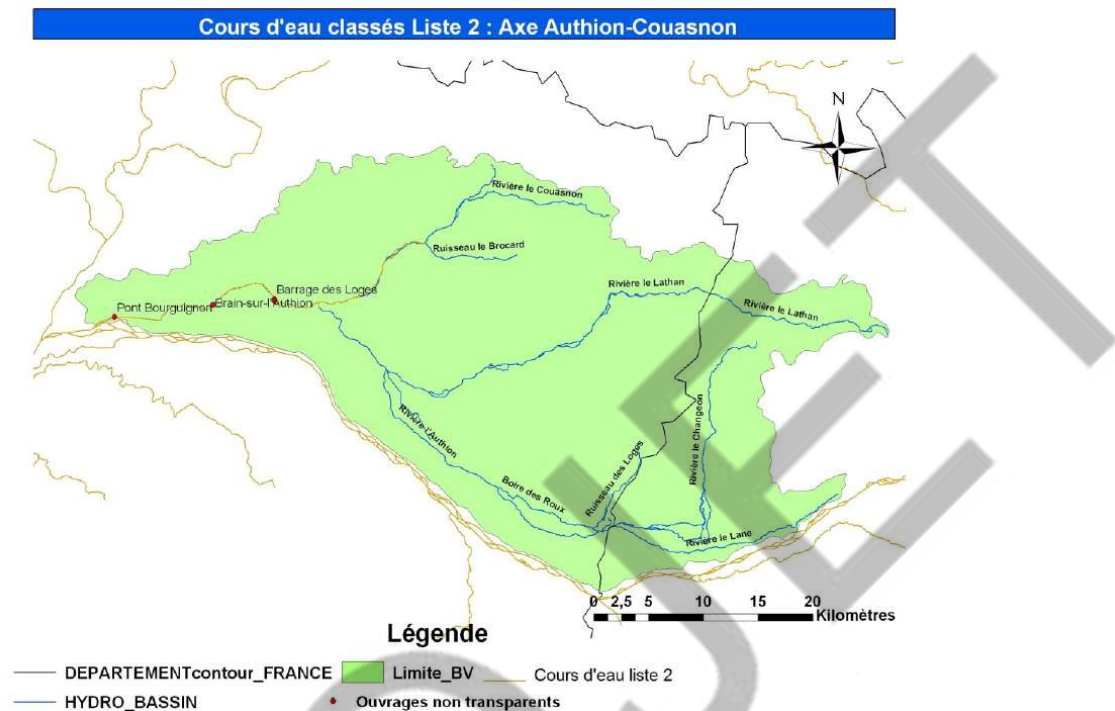 Cours d'eau classés Liste 2 : Axe Authion-Couasnon
N
Rivière le Couasnon
Ruisseau le Brocard
Barrage des Loges
Brain-sur-l'Authion
Pont Bourguignon
Rivière le Lathan
Rivière le Lathan
Rivière le Changeon
Rivière l'Authion
Boire des Roux
Ruisseau des Loges
Rivière le Lane
0 2,5 5 10 15 20
Kilomètres
Légende
DEPARTEMENTcontour_FRANCE
Limite_BV
Cours d'eau liste 2
HYDRO_BASSIN
Ouvrages non transparents